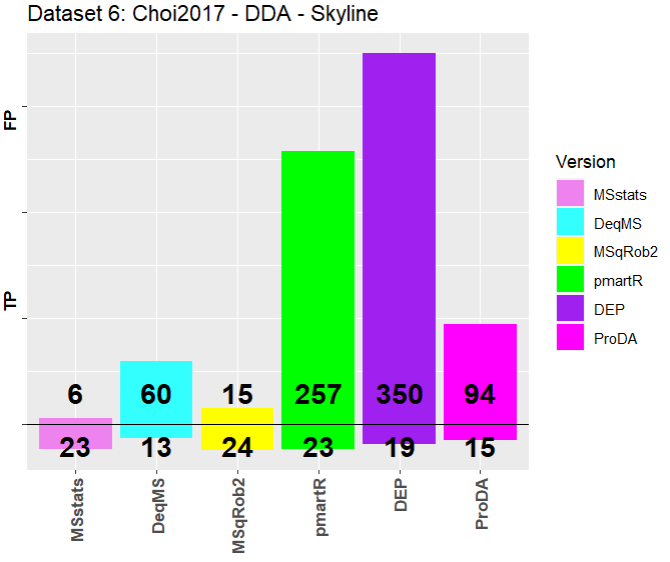 Dataset 6: Choi2017 - DDA - Skyline
FP
TP
6 60 15 257 350 94
23 13 24 23 19 15
MSstats
DeqMS
MSqRob2
pmartR
DEP
ProDA
Version
MSstats
DeqMS
MSqRob2
pmartR
DEP
ProDA